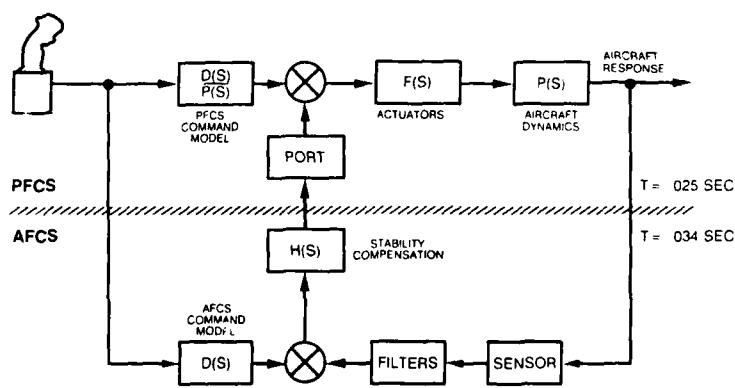 AIRCRAFT
RESPONSE
D(S)
P(S)
F(S)
P(S)
PFCS
COMMAND
MODEL
ACTUATORS
AIRCRAFT
DYNAMICS
PORT
PFCS
T = 025 SEC
AFCS
T = 034 SEC
H(S)
STABILITY
COMPENSATION
AFCS
COMMAND
MODEL
D(S)
FILTERS
SENSOR